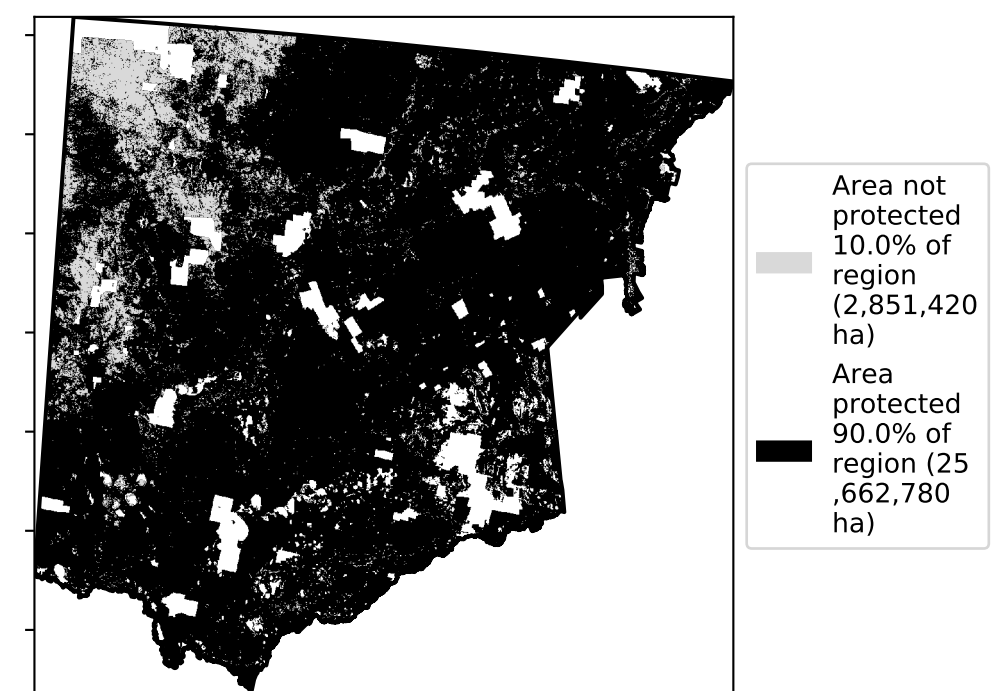 Area not
protected
10.0% of
region
(2,851,420
ha)
Area
protected
90.0% of
region (25
,662,780
ha)